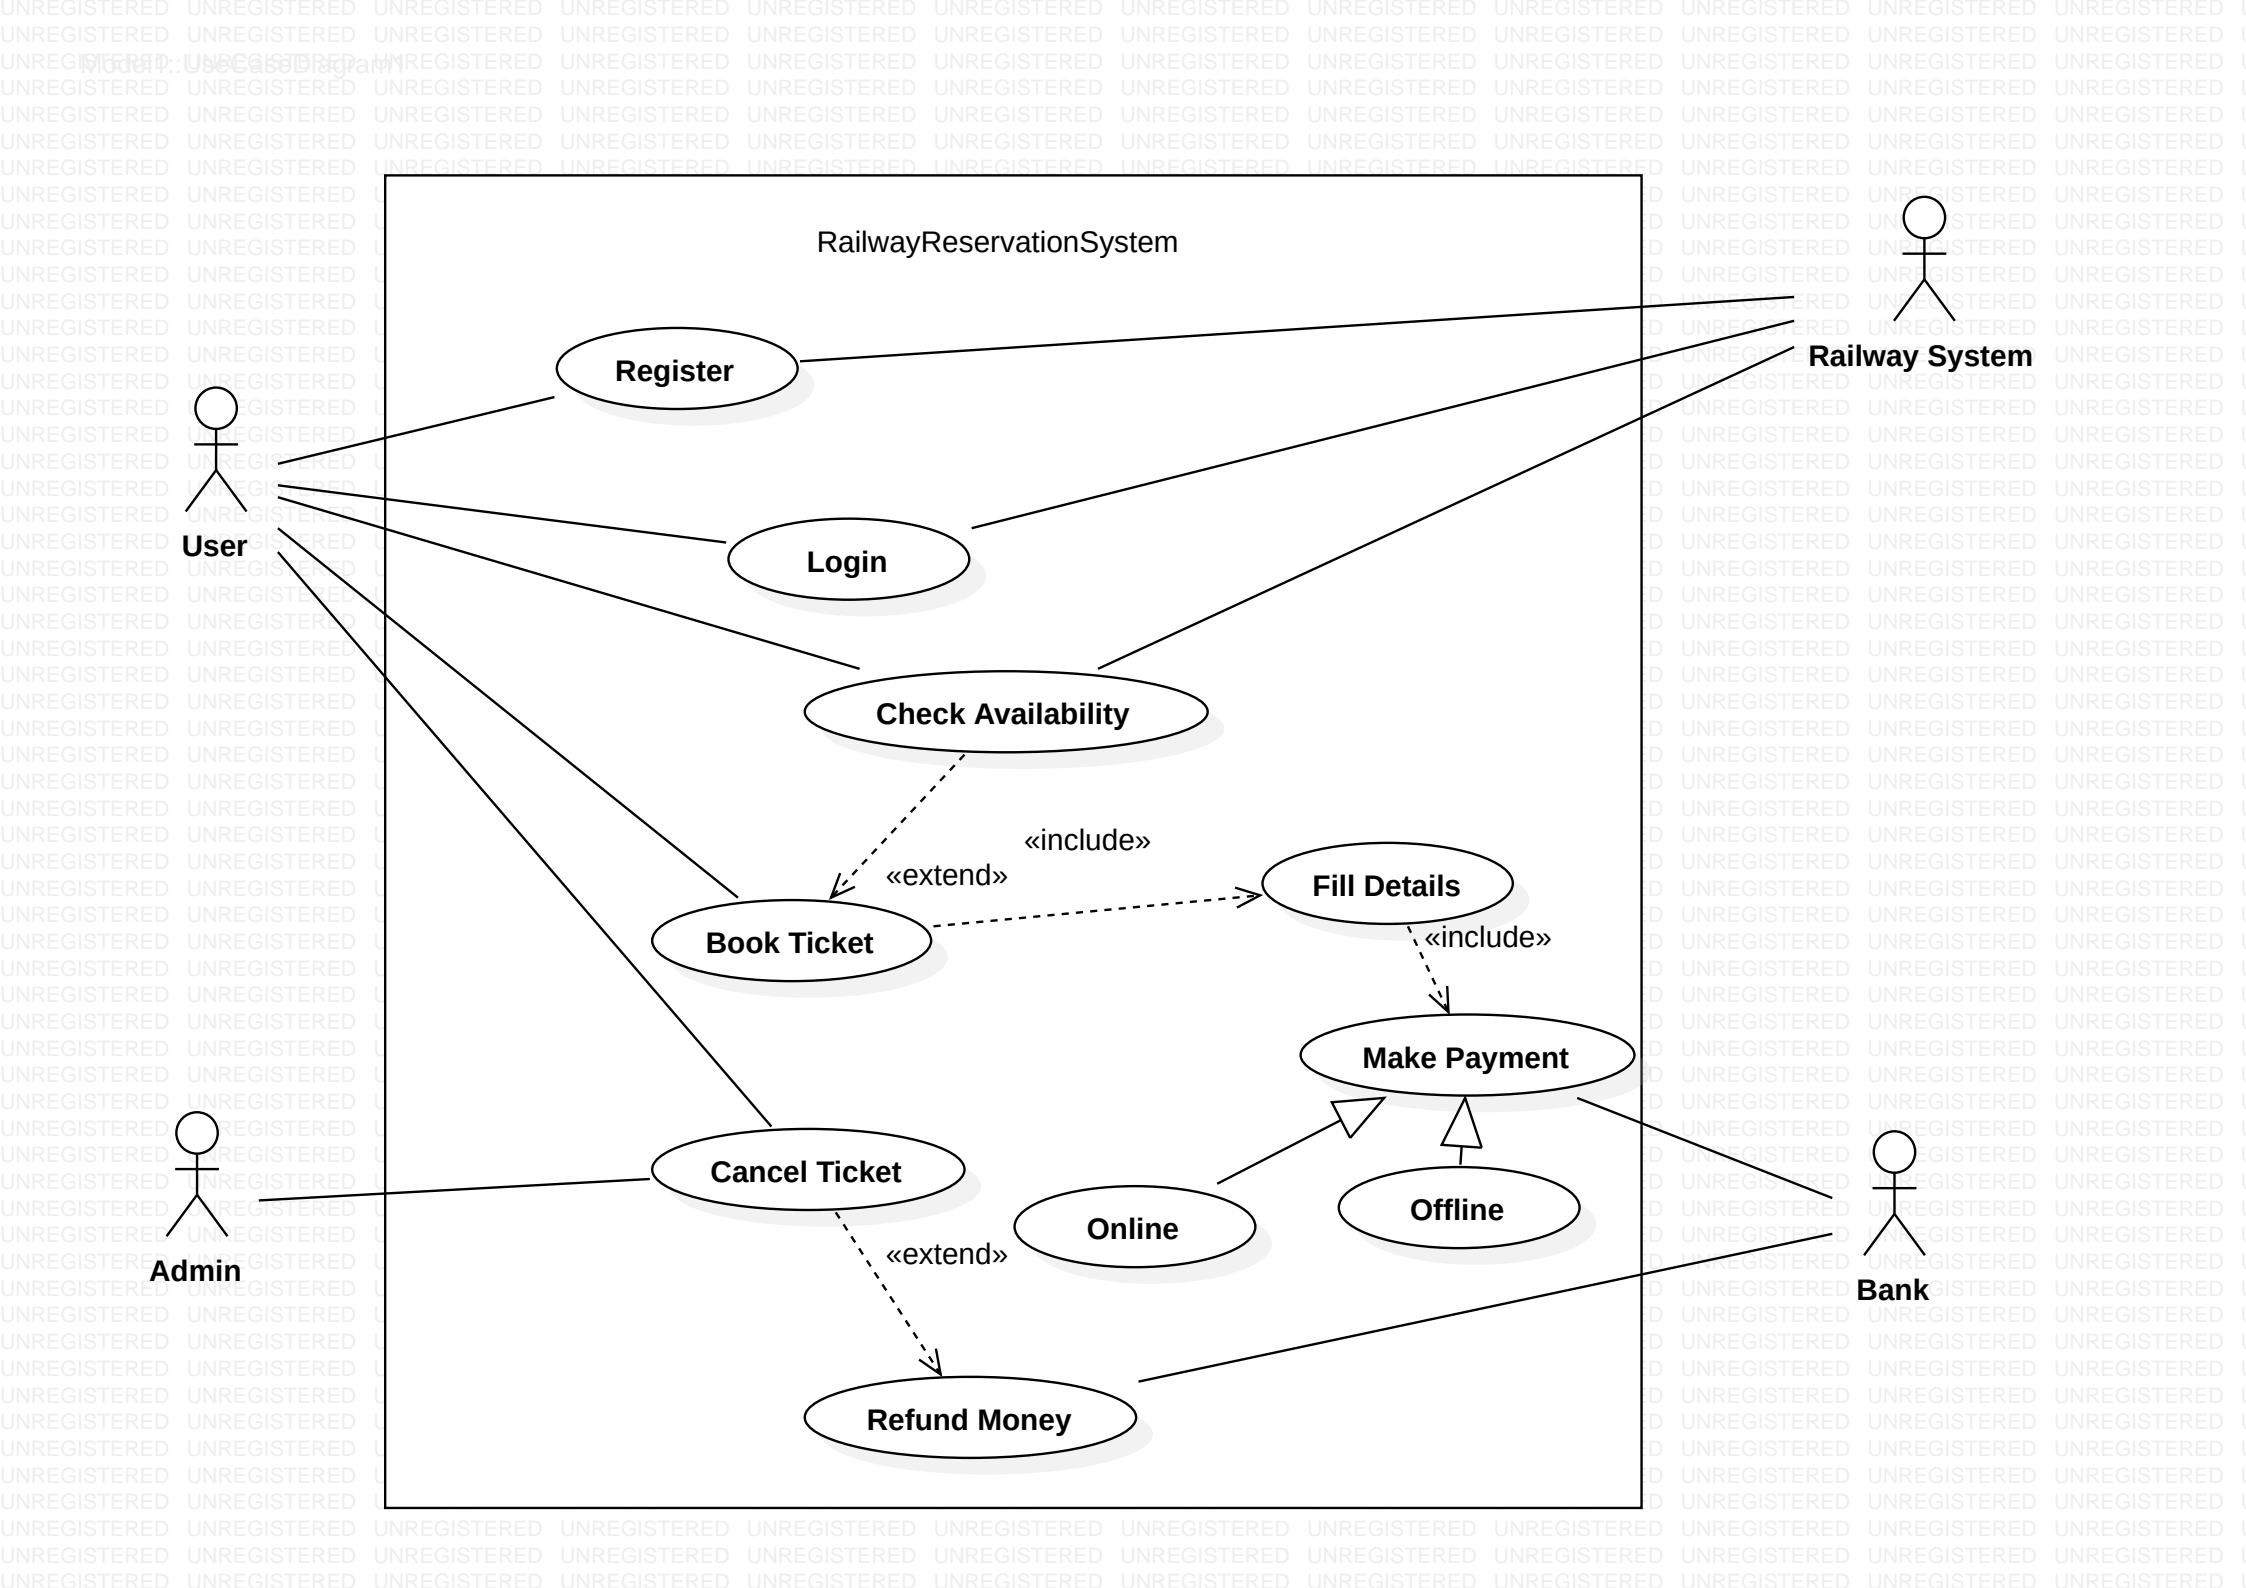 Model1::UseCaseDiagram1
RailwayReservationSystem
Register
Railway System
User
Login
Check Availability
«include»
«extend»
Fill Details
«include»
Book Ticket
Make Payment
Cancel Ticket
Offline
Online
«extend»
Admin
Bank
Refund Money
UNREGISTERED